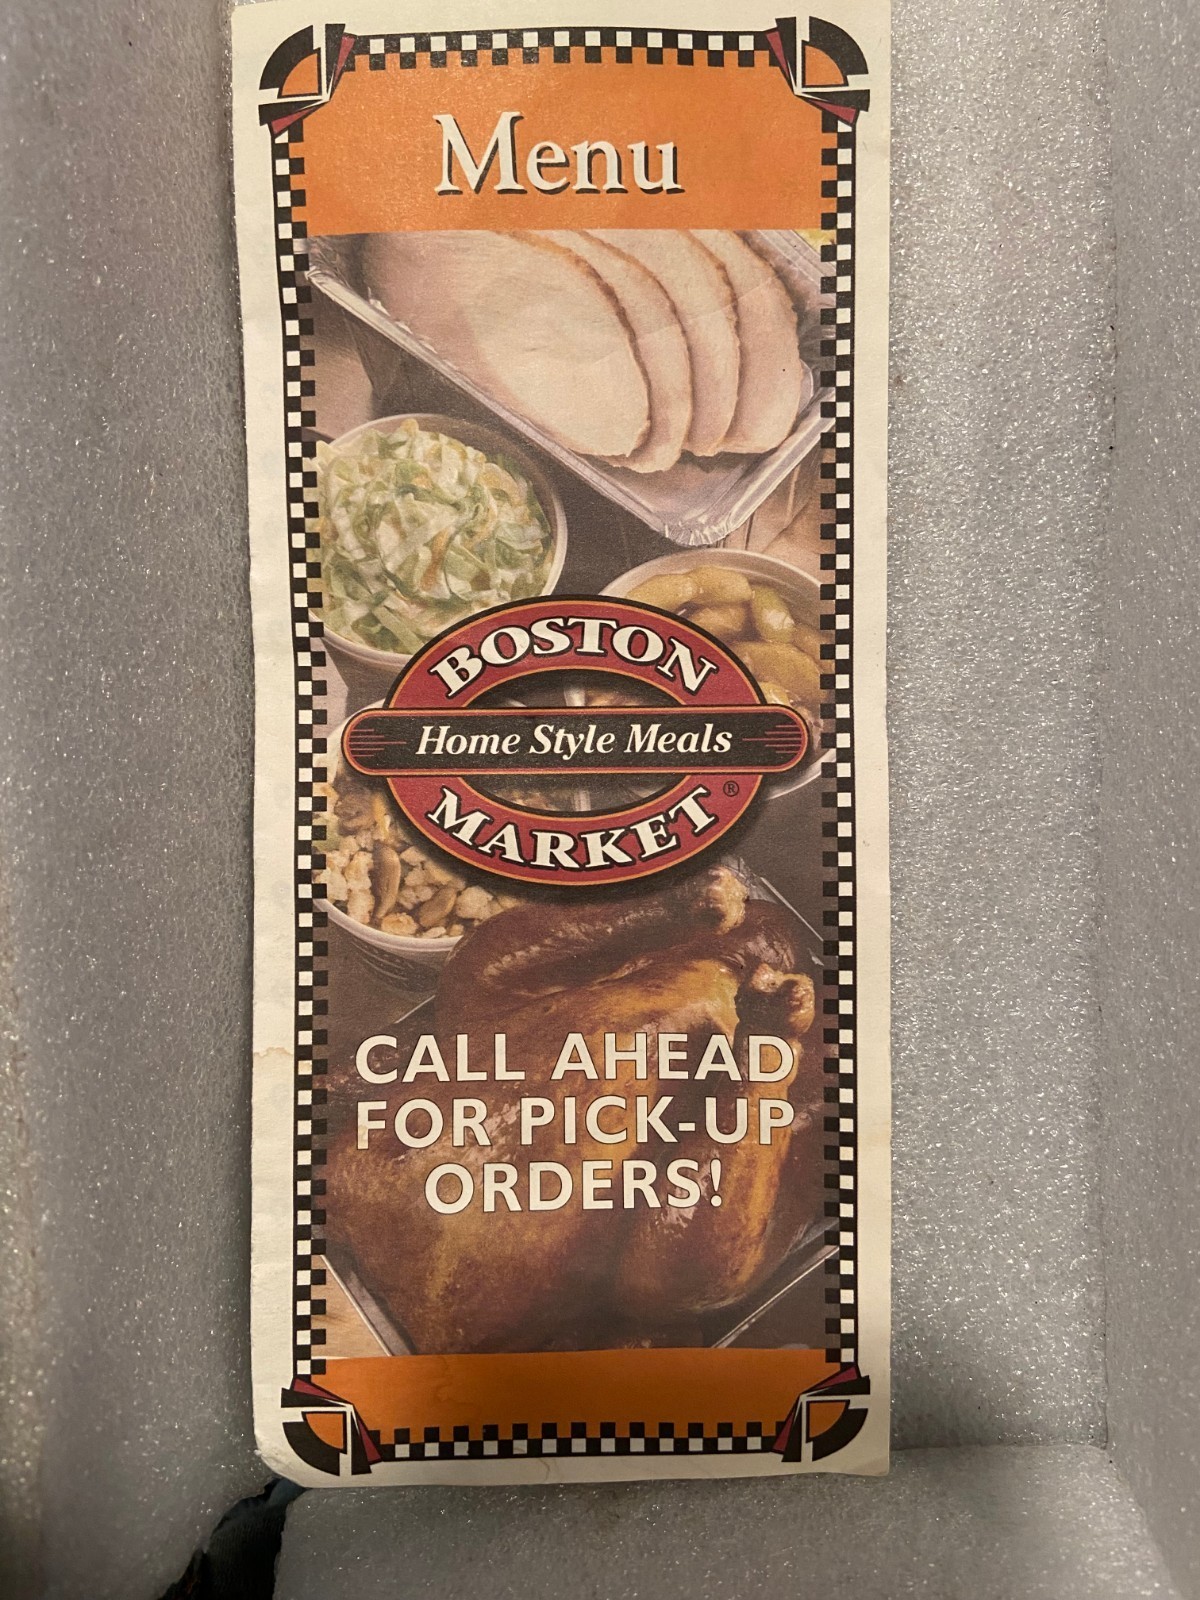 Menu
BOSTON
Home Style Meals
MARKET®
CALL AHEAD
FOR PICK-UP
ORDERS!